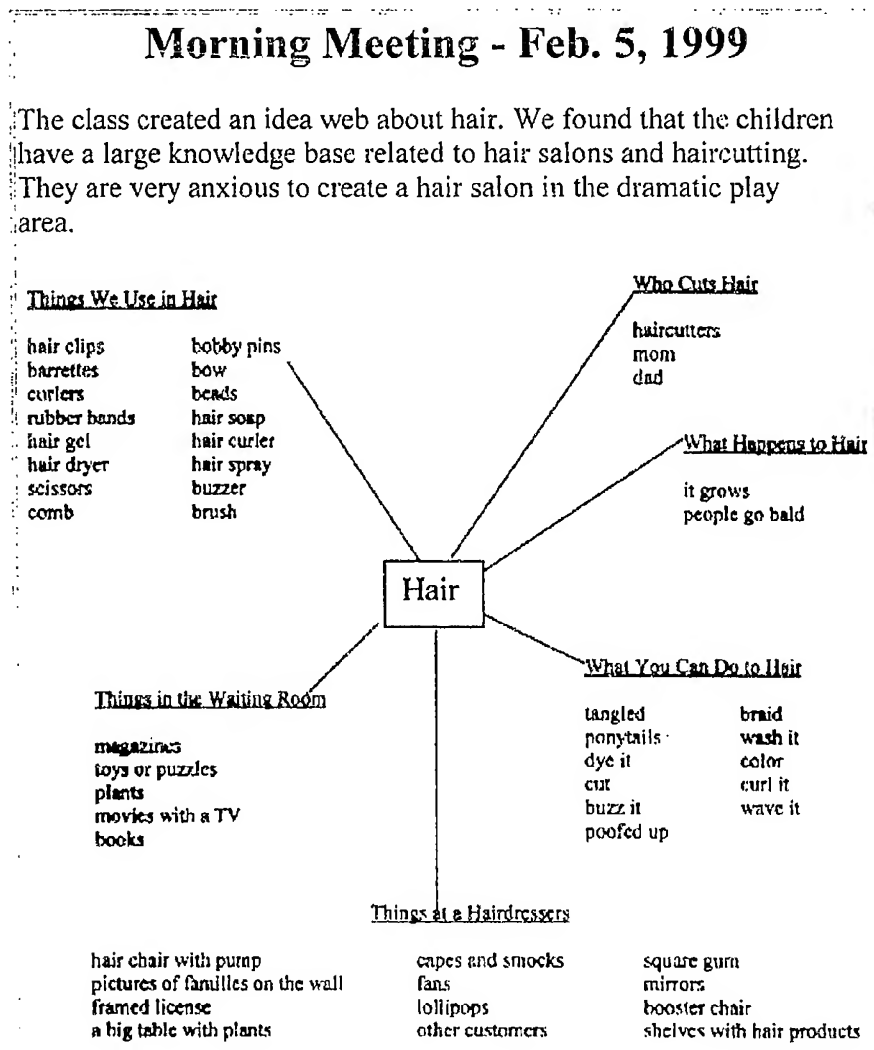 Morning Meeting - Feb. 5, 1999
The class created an idea web about hair. We found that the children
have a large knowledge base related to hair salons and haircutting.
They are very anxious to create a hair salon in the dramatic play
area.
Things We Use in Hair
hair clips bobby pins
barrettes bow
curlers beads
rubber bands hair soap
hair gel hair curler
hair dryer hair spray
scissors buzzer
comb brush
Who Cuts Hair
haircutters
mom
dad
What Happens to Hair
it grows
people go bald
Hair
Things in the Waiting Room
magazines
toys or puzzles
plants
movies with a TV
books
What You Can Do to Hair
tangled braid
ponytails wash it
dye it color
cut curl it
buzz it wave it
poofed up
Things at a Hairdressers
hair chair with pump capes and smocks square gum
pictures of families on the wall fans mirrors
framed license lollipops booster chair
a big table with plants other customers shelves with hair products